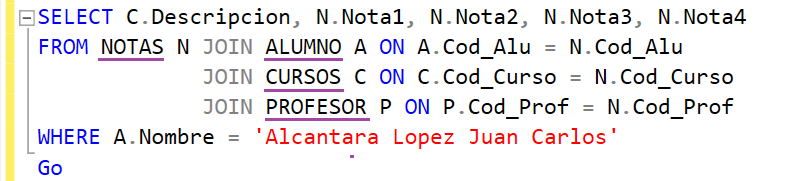 SELECT C.Descripcion, N.Nota1, N.Nota2, N.Nota3, N.Nota4
FROM NOTAS N JOIN ALUMNO A ON A.Cod_Alu = N.Cod_Alu
JOIN CURSOS C ON C.Cod_Curso = N.Cod_Curso
JOIN PROFESOR P ON P.Cod_Prof = N.Cod_Prof
WHERE A.Nombre = 'Alcantara Lopez Juan Carlos'
Go